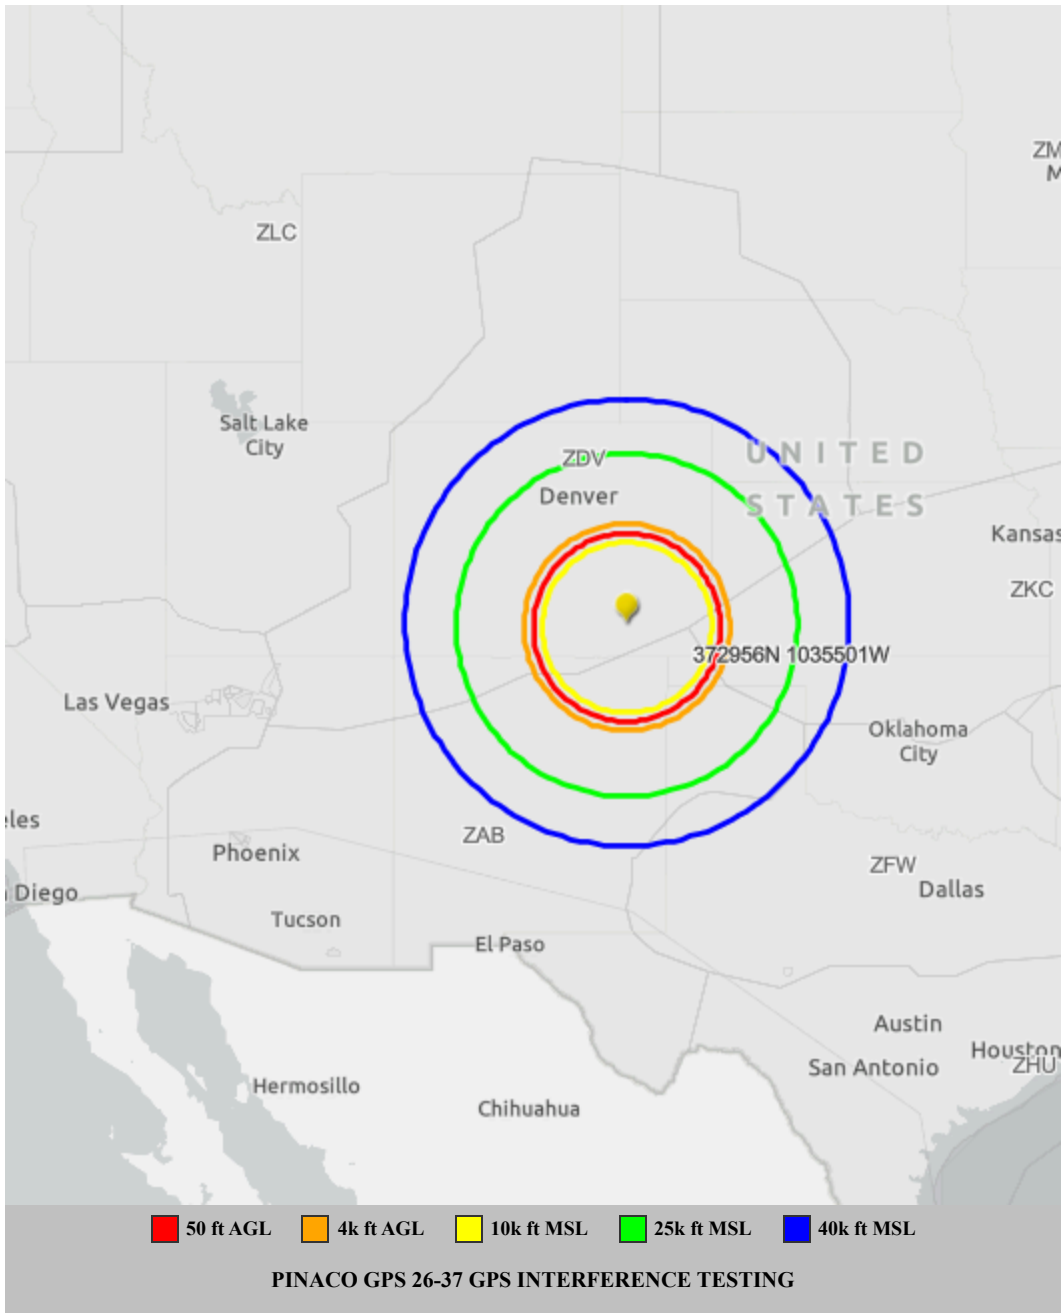 ZM
M
ZLC
Salt Lake
City
UNITED
STATES
ZDV
Denver
Kansas
ZKC
372956N 1035501W
Las Vegas
Oklahoma
City
eles
ZAB
Phoenix
ZFW
Dallas
Diego
Tucson
El Paso
Austin
Houston
ZHU
San Antonio
Hermosillo
Chihuahua
50 ft AGL 4k ft AGL 10k ft MSL 25k ft MSL 40k ft MSL
PINACO GPS 26-37 GPS INTERFERENCE TESTING